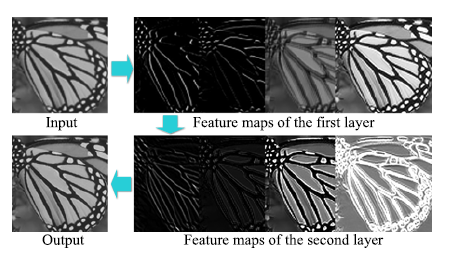 Input
Feature maps of the first layer
Output
Feature maps of the second layer